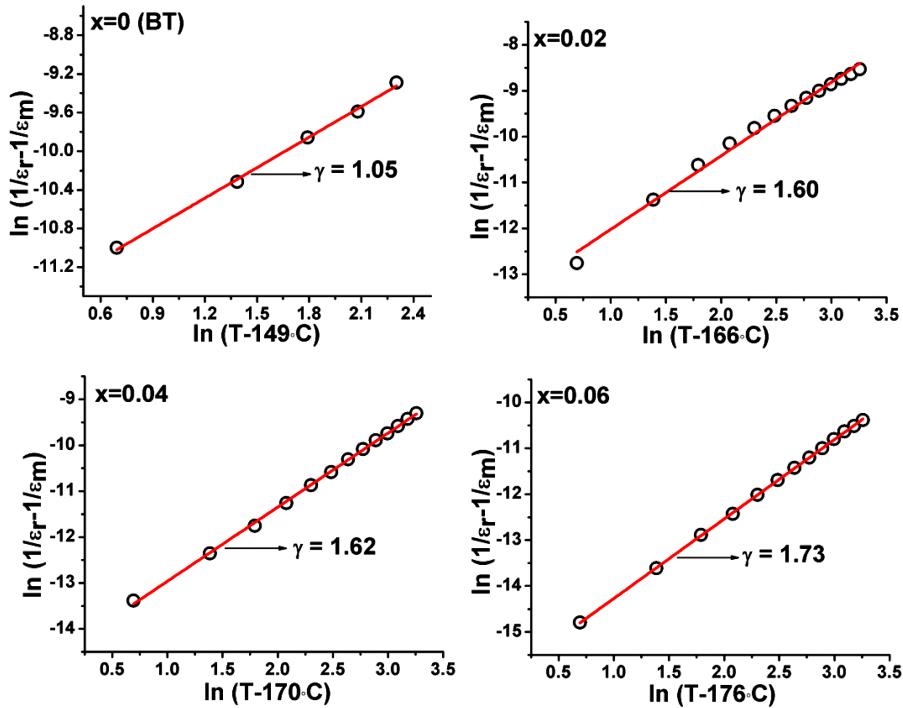 x=0 (BT)
ln (1/εr-1/εm)
-8.8
-9.2
-9.6
-10.0
-10.4
-10.8
-11.2
γ = 1.05
0.6 0.9 1.2 1.5 1.8 2.1 2.4
ln (T-149◦C)
x=0.02
ln (1/εr-1/εm)
-8
-9
-10
-11
-12
-13
γ = 1.60
0.5 1.0 1.5 2.0 2.5 3.0 3.5
ln (T-166◦C)
x=0.04
ln (1/εr-1/εm)
-9
-10
-11
-12
-13
-14
γ = 1.62
0.5 1.0 1.5 2.0 2.5 3.0 3.5
ln (T-170◦C)
x=0.06
ln (1/εr-1/εm)
-10
-11
-12
-13
-14
-15
γ = 1.73
0.5 1.0 1.5 2.0 2.5 3.0 3.5
ln (T-176◦C)